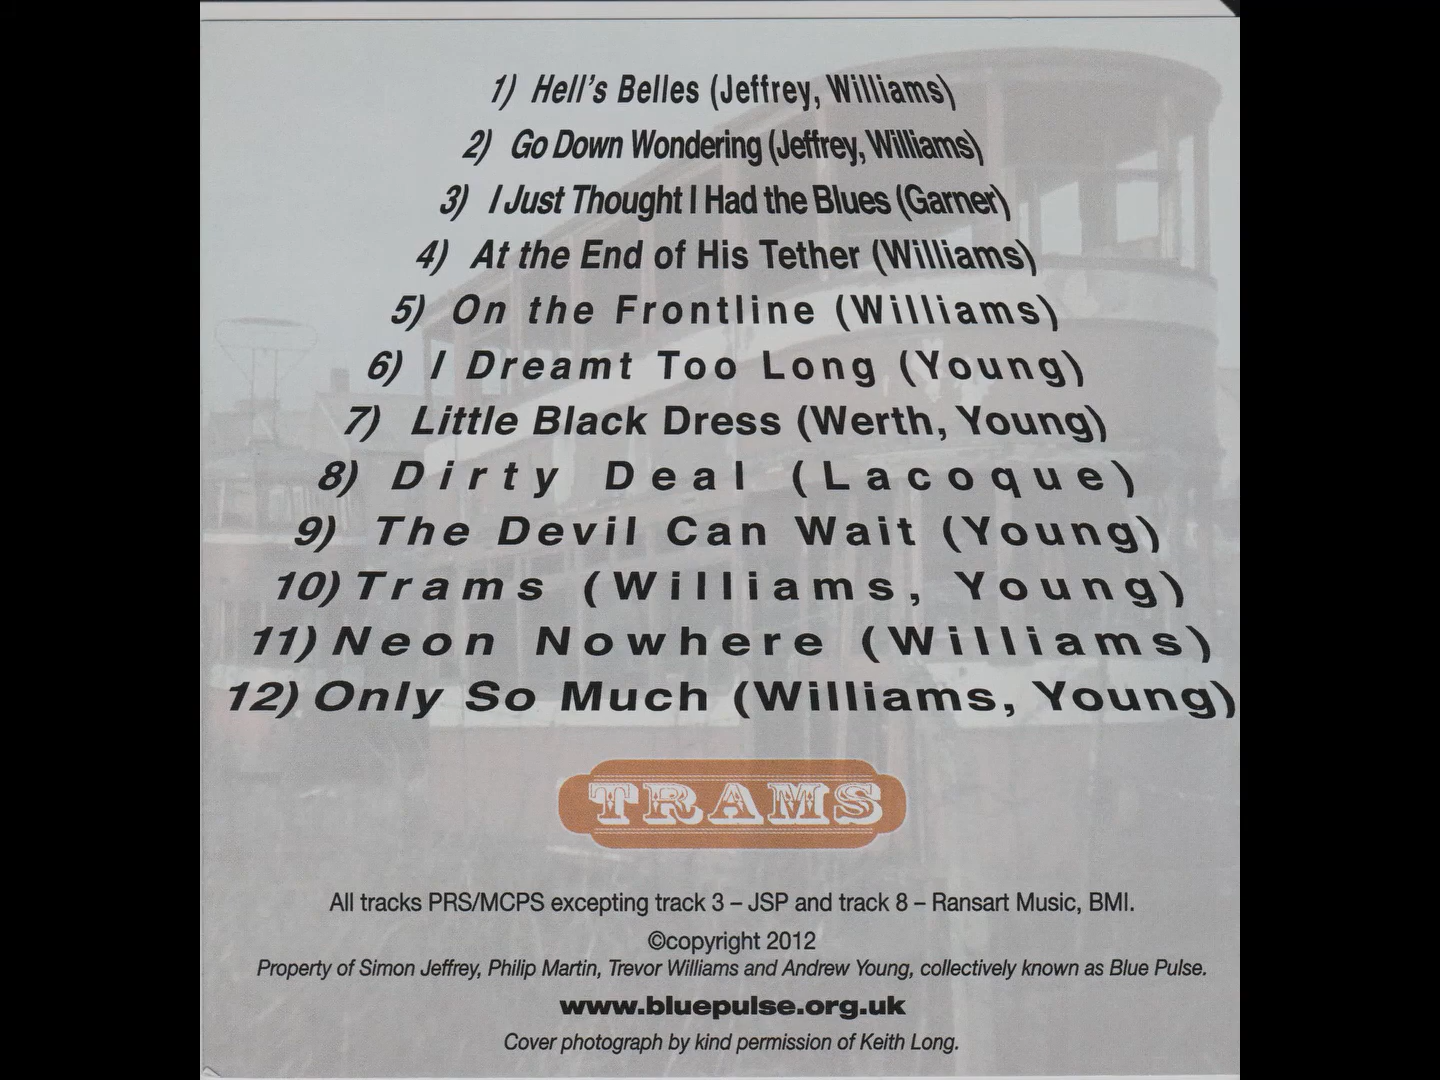 1) Hell's Belles (Jeffrey, Williams)
2) Go Down Wondering (Jeffrey, Williams)
3) I Just Thought I Had the Blues (Garner)
4) At the End of His Tether (Williams)
5) On the Frontline (Williams)
6) I Dreamt Too Long (Young)
7) Little Black Dress (Werth, Young)
8) Dirty Deal (Lacoque)
9) The Devil Can Wait (Young)
10) Trams (Williams, Young)
11) Neon Nowhere (Williams)
12) Only So Much (Williams, Young)
TRAMS
All tracks PRS/MCPS excepting track 3 – JSP and track 8 – Ransart Music, BMI.
©copyright 2012
Property of Simon Jeffrey, Philip Martin, Trevor Williams and Andrew Young, collectively known as Blue Pulse.
www.bluepulse.org.uk
Cover photograph by kind permission of Keith Long.